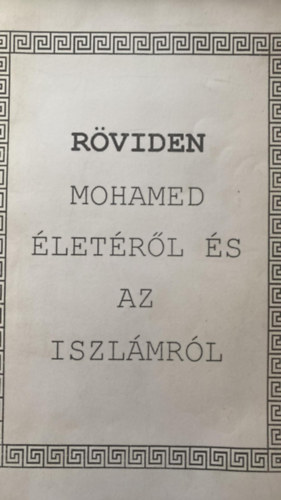 RÖVIDEN
MOHAMED
ÉLETÉRŐL ÉS
AZ
ISZLÁMRÓL